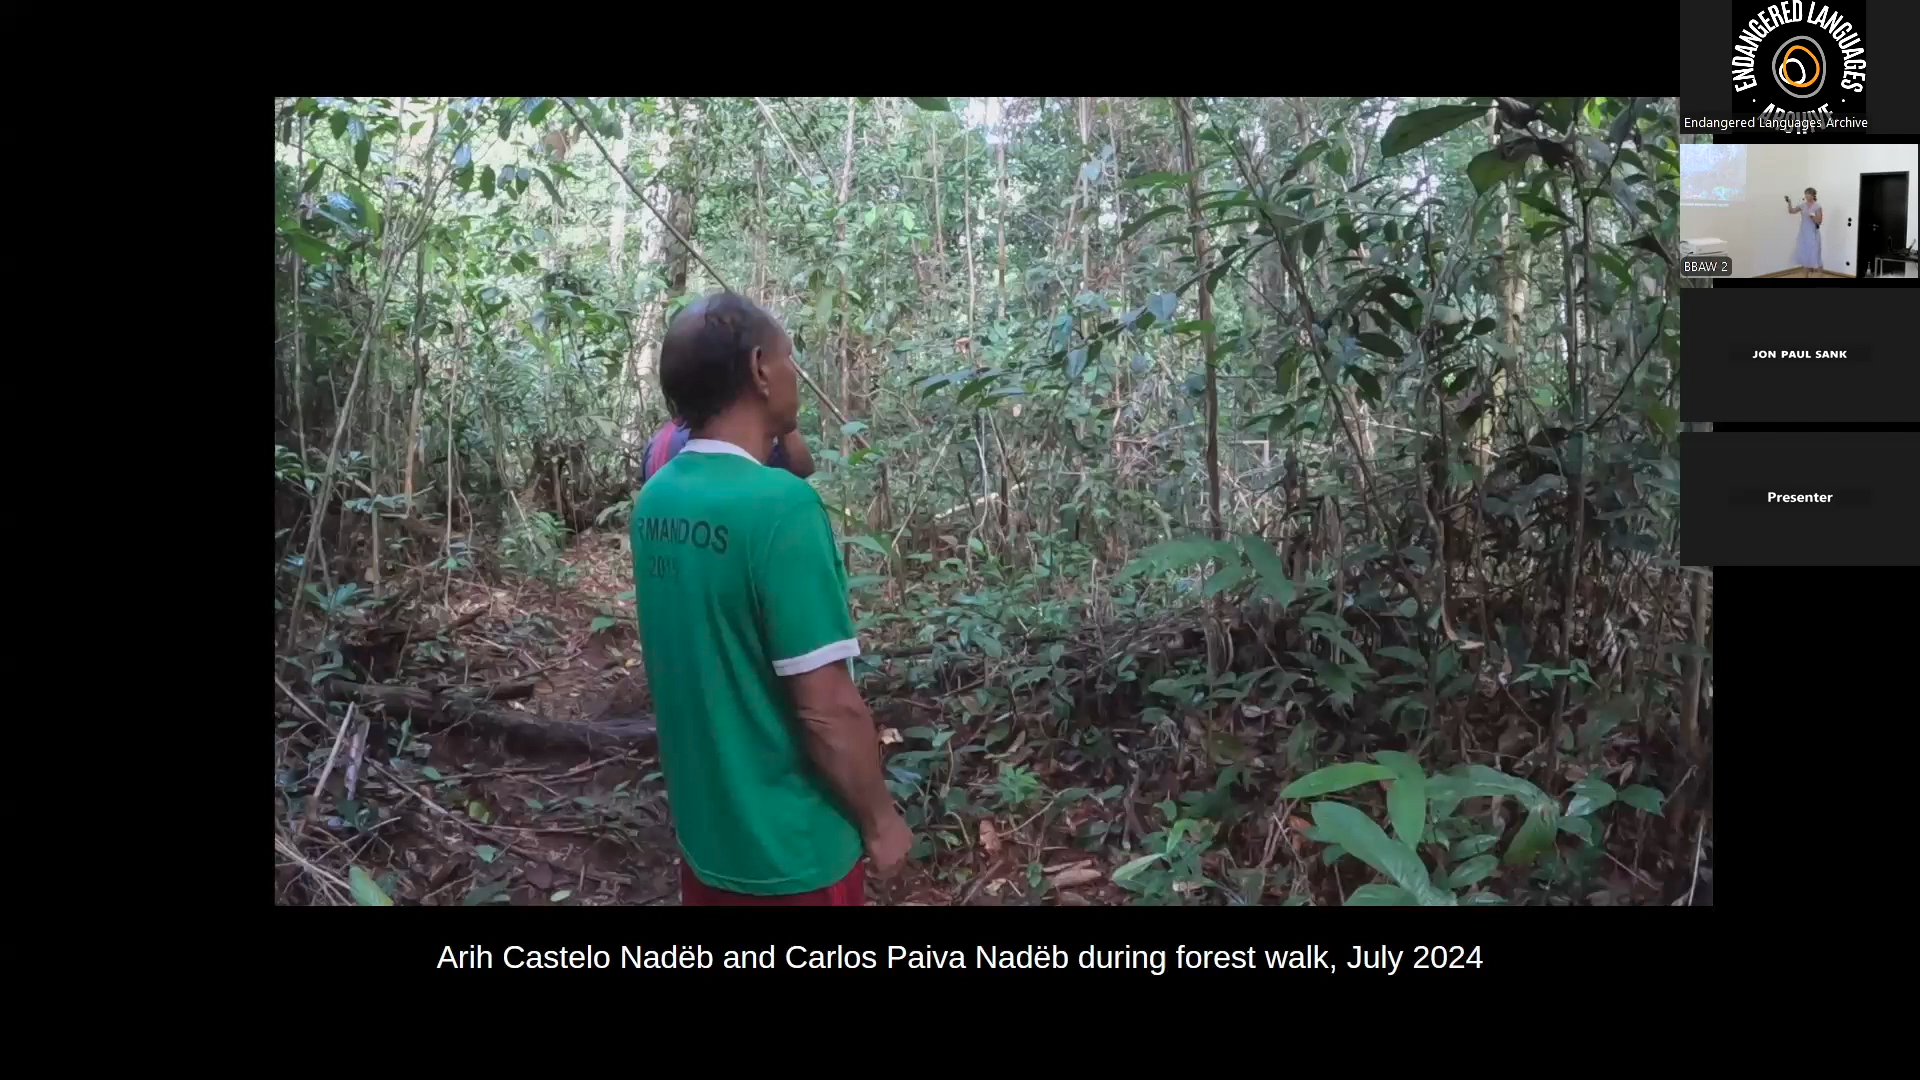 ENDANGERED LANGUAGES
· ARCHIVE ·
Endangered Languages Archive
BBAW 2
JON PAUL SANK
Presenter
RMANDOS
Arih Castelo Nadëb and Carlos Paiva Nadëb during forest walk, July 2024